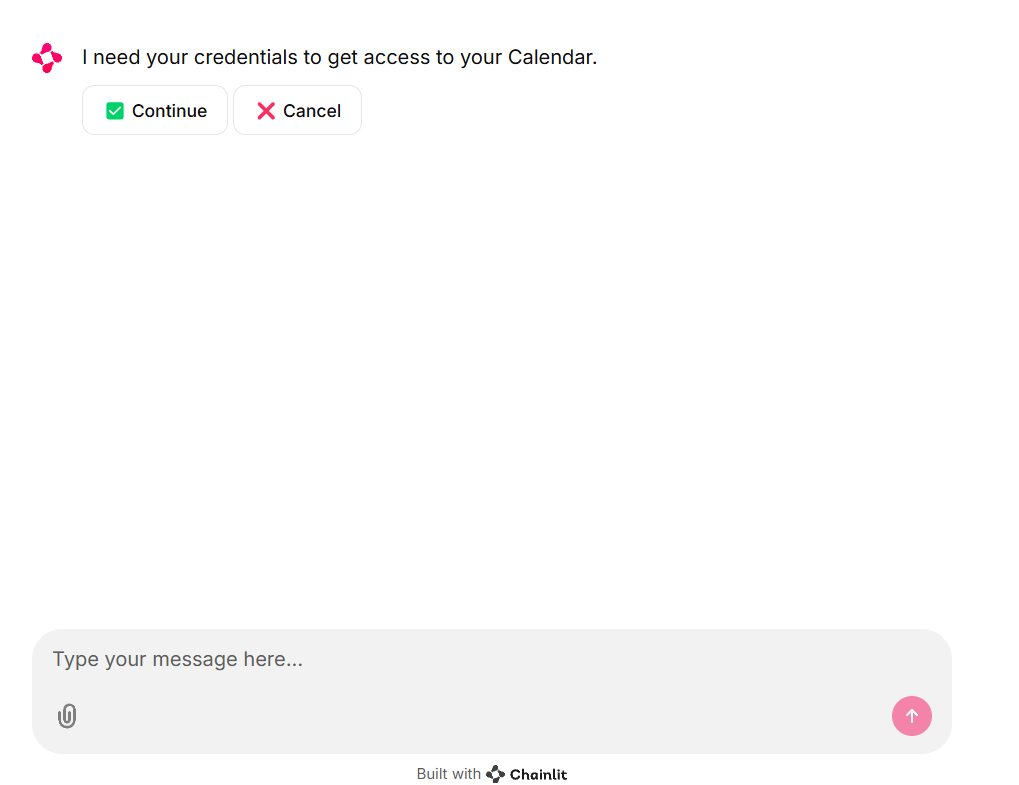 I need your credentials to get access to your Calendar.
✅ Continue ❌ Cancel
Type your message here...
Built with Chainlit